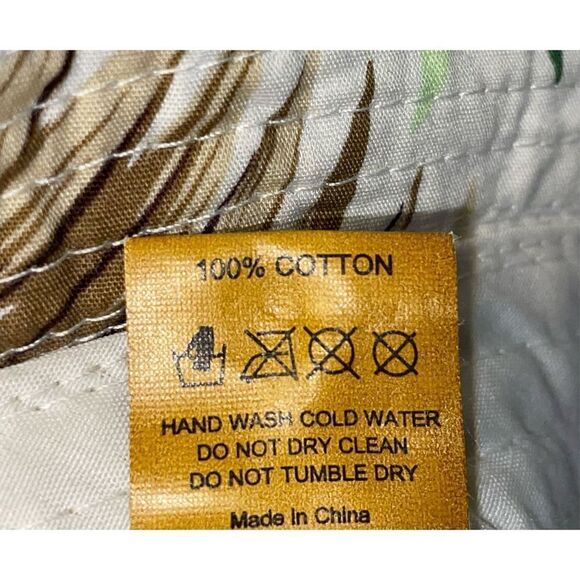 100% COTTON
HAND WASH COLD WATER
DO NOT DRY CLEAN
DO NOT TUMBLE DRY
Made In China